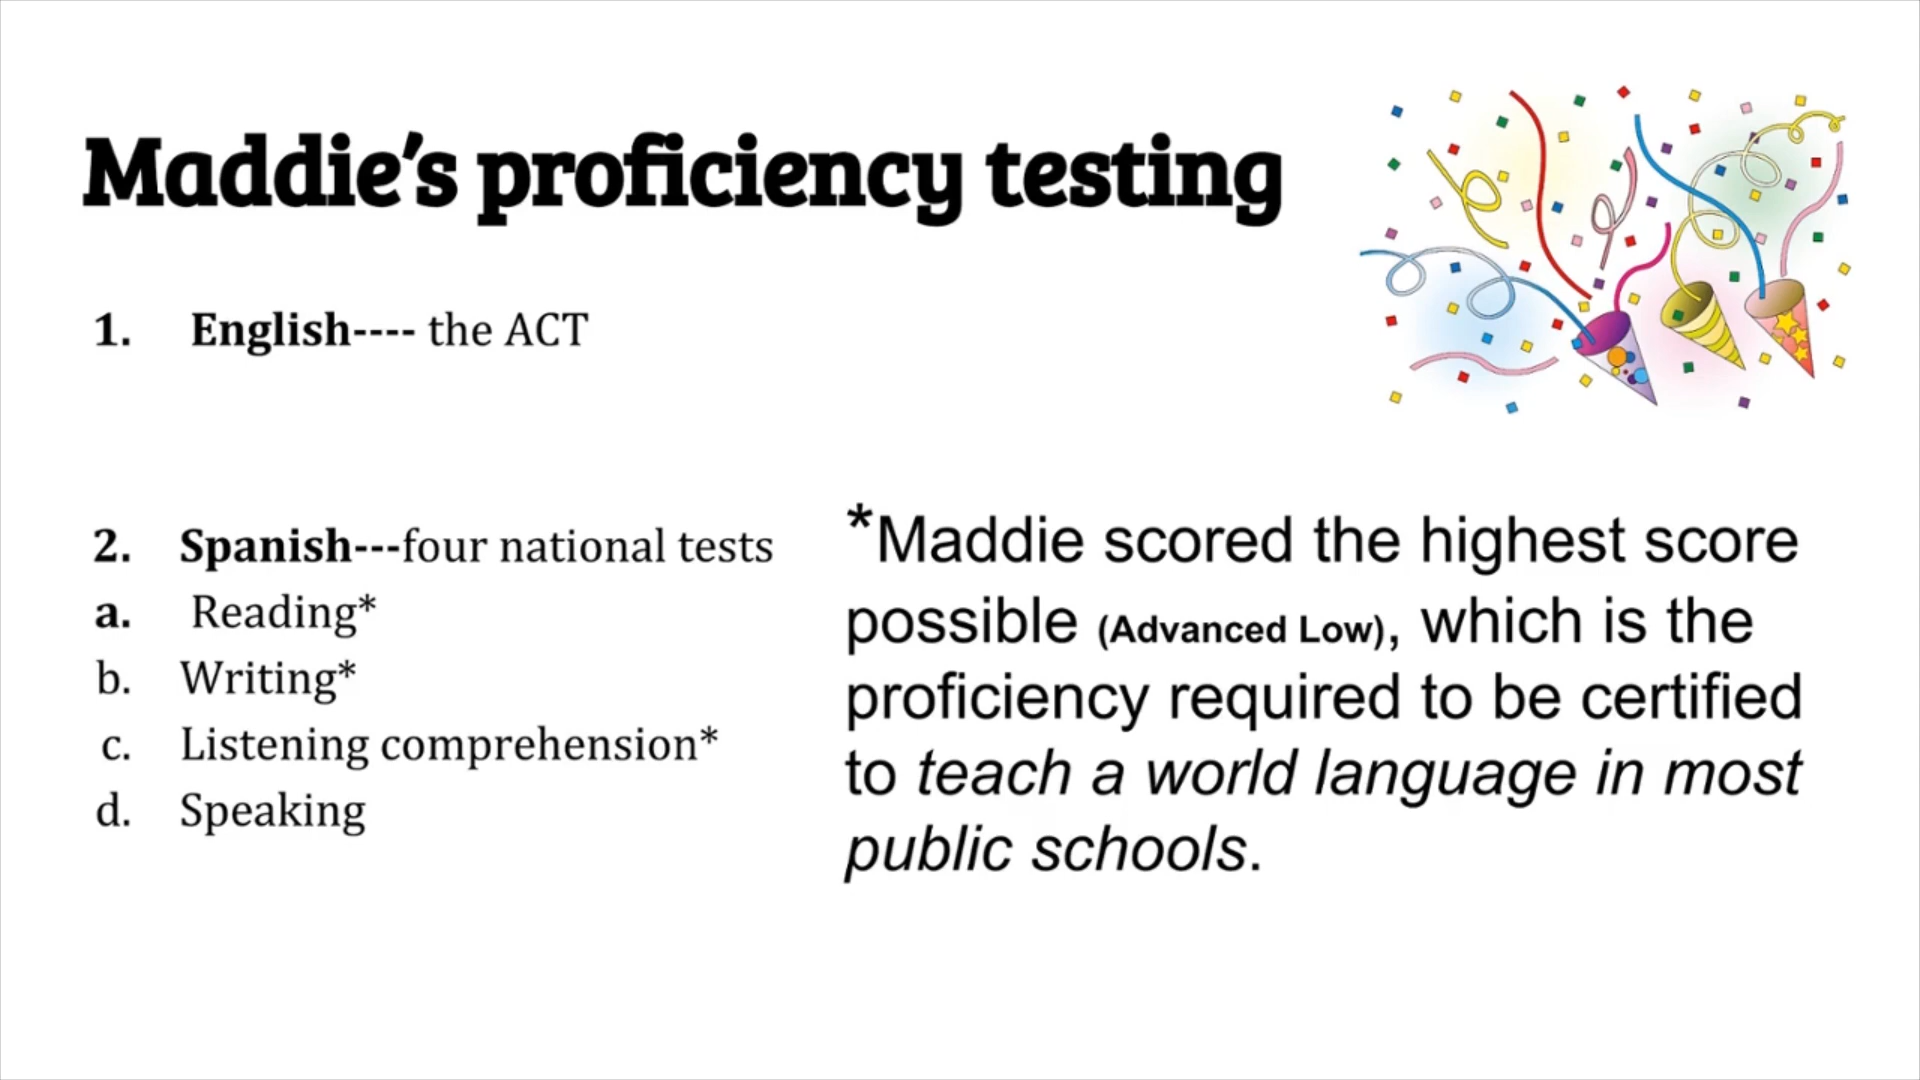 Maddie’s proficiency testing
1. English---- the ACT
2. Spanish---four national tests
a. Reading*
b. Writing*
c. Listening comprehension*
d. Speaking
*Maddie scored the highest score
possible (Advanced Low), which is the
proficiency required to be certified
to teach a world language in most
public schools.